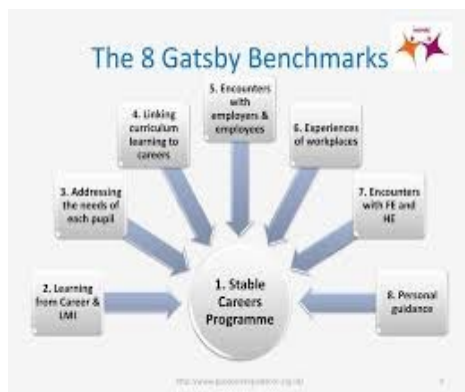 The 8 Gatsby Benchmarks
5. Encounters
with
employers &
employees
4. Linking
curriculum
learning to
careers
6. Experiences
of workplaces
3. Addressing
the needs of
each pupil
7. Encounters
with FE and
HE
2. Learning
from Career &
LMI
1. Stable
Careers
Programme
8. Personal
guidance